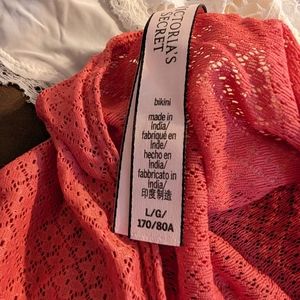 VICTORIA'S
SECRET
bikini
made in
India/
fabriqué en
Inde/
hecho en
India/
fabbricato in
India/
印度制造
L/G/
170/80A